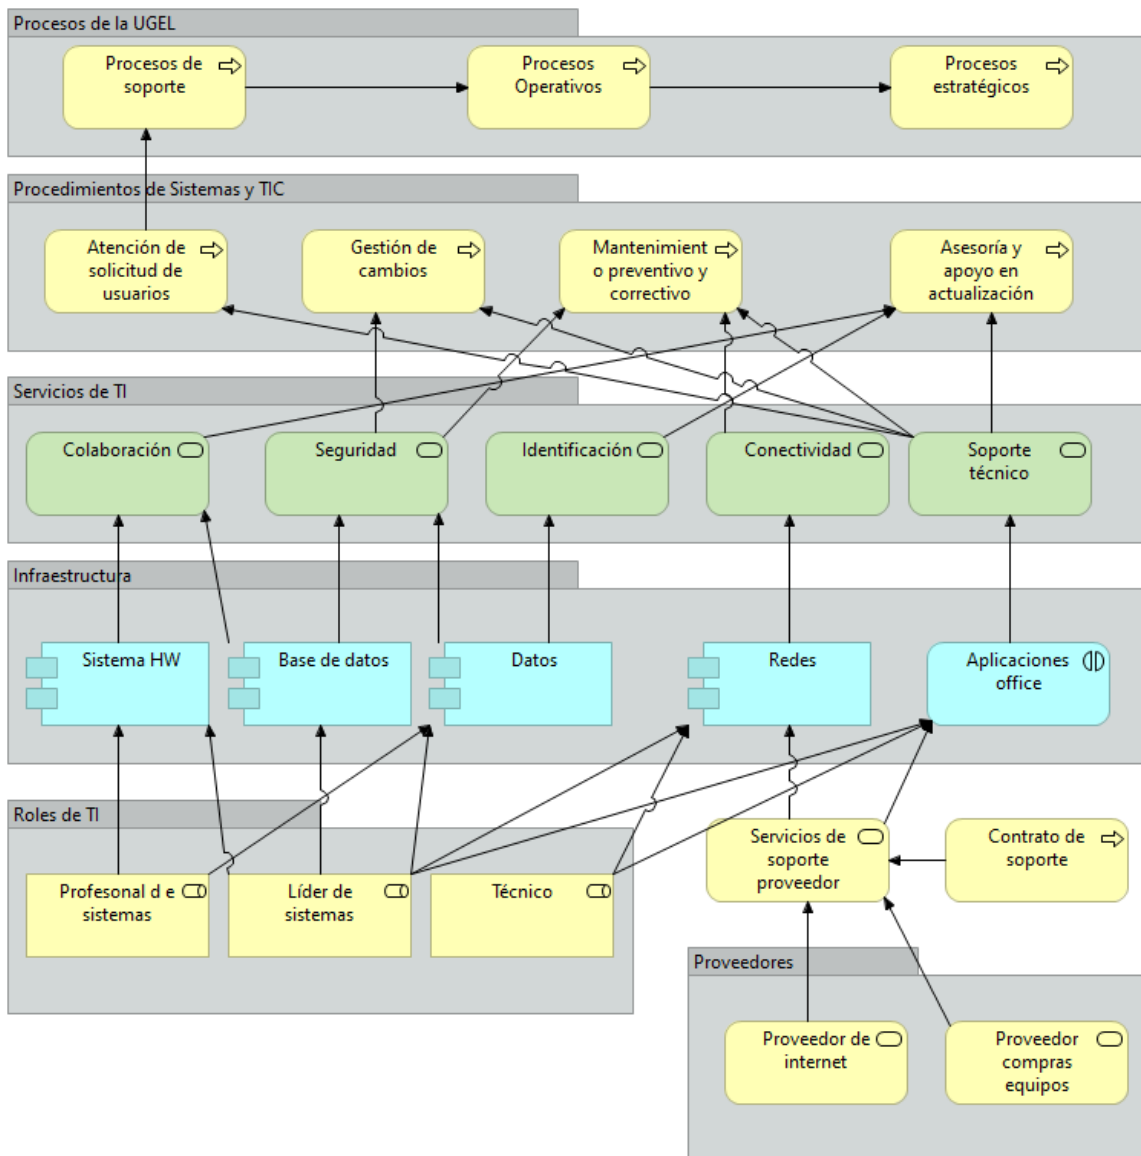 Procesos de la UGEL
Procesos de
soporte
Procesos
Operativos
Procesos
estratégicos
Procedimientos de Sistemas y TIC
Atención de
solicitud de
usuarios
Gestión de
cambios
Mantenimient
o preventivo y
correctivo
Asesoría y
apoyo en
actualización
Servicios de TI
Colaboración
Seguridad
Identificación
Conectividad
Soporte
técnico
Infraestructura
Sistema HW
Base de datos
Datos
Redes
Aplicaciones
office
Roles de TI
Profesional d e
sistemas
Líder de
sistemas
Técnico
Servicios de
soporte
proveedor
Contrato de
soporte
Proveedores
Proveedor de
internet
Proveedor
compras
equipos